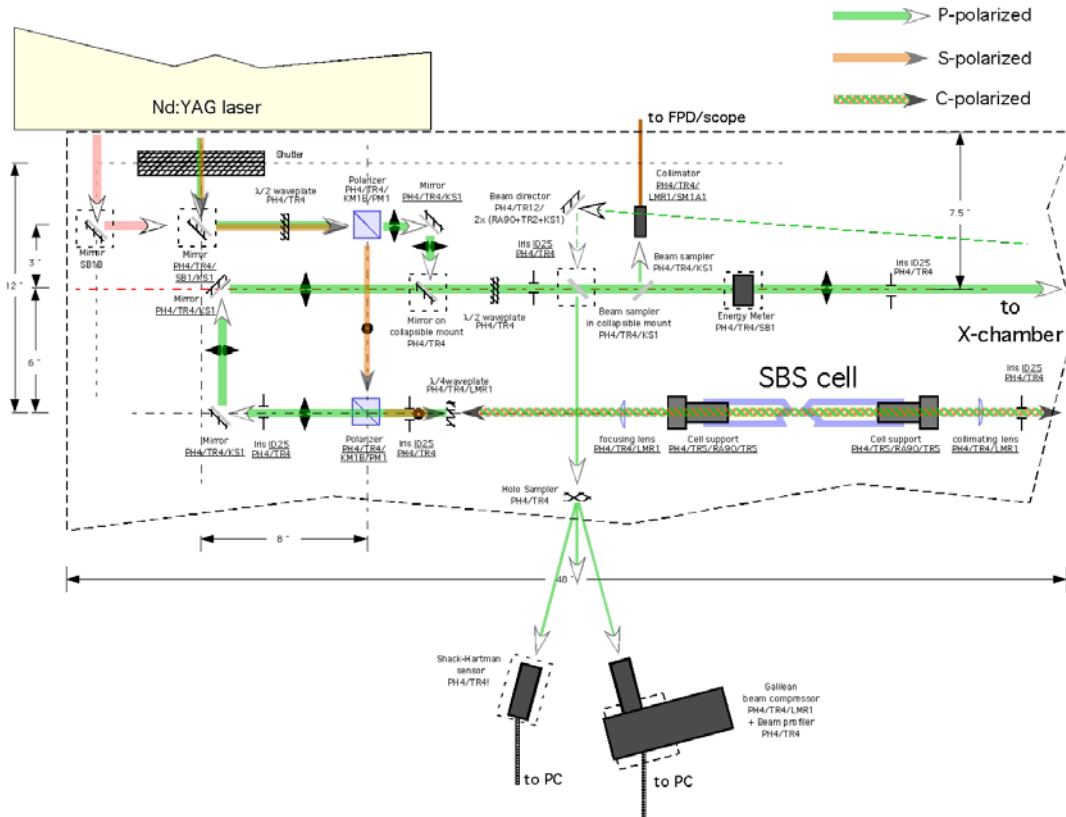 P-polarized
S-polarized
C-polarized
Nd:YAG laser
to FPD/scope
Shutter
λ/2 waveplate
PH4/TR4
Polarizer
PH4/TR4/
KM1B/PM1
Mirror
PH4/TR4/KS1
Beam director
PH4/TR12/
2x (RA90+TR2+KS1)
Collimator
PH4/TR4/
LMR1/SM1A1
7.5"
12"
3"
6"
Mirror
SB1B
Mirror
PH4/TR4/
SB1/KS1
Mirror
PH4/TR4/KS1
Iris ID25
PH4/TR4
Beam sampler
PH4/TR4/KS1
Iris ID25
PH4/TR4
Mirror on
collapsible mount
PH4/TR4
λ/2 waveplate
PH4/TR4
Beam sampler
in collapsible mount
PH4/TR4/KS1
Energy Meter
PH4/TR4/SB1
to
X-chamber
λ/4waveplate
PH4/TR4/LMR1
SBS cell
Iris ID25
PH4/TR4
Mirror
PH4/TR4/KS1
Iris ID25
PH4/TR4
Polarizer
PH4/TR4/
KM1B/PM1
Iris ID25
PH4/TR4
focusing lens
PH4/TR4/LMR1
Cell support
PH4/TR5/RA90/TR5
Cell support
PH4/TR5/RA90/TR5
collimating lens
PH4/TR4/LMR1
Holo Sampler
PH4/TR4
8"
48"
Shack-Hartman
sensor
PH4/TR4!
Galilean
beam compressor
PH4/TR4/LMR1
+ Beam profiler
PH4/TR4
to PC
to PC